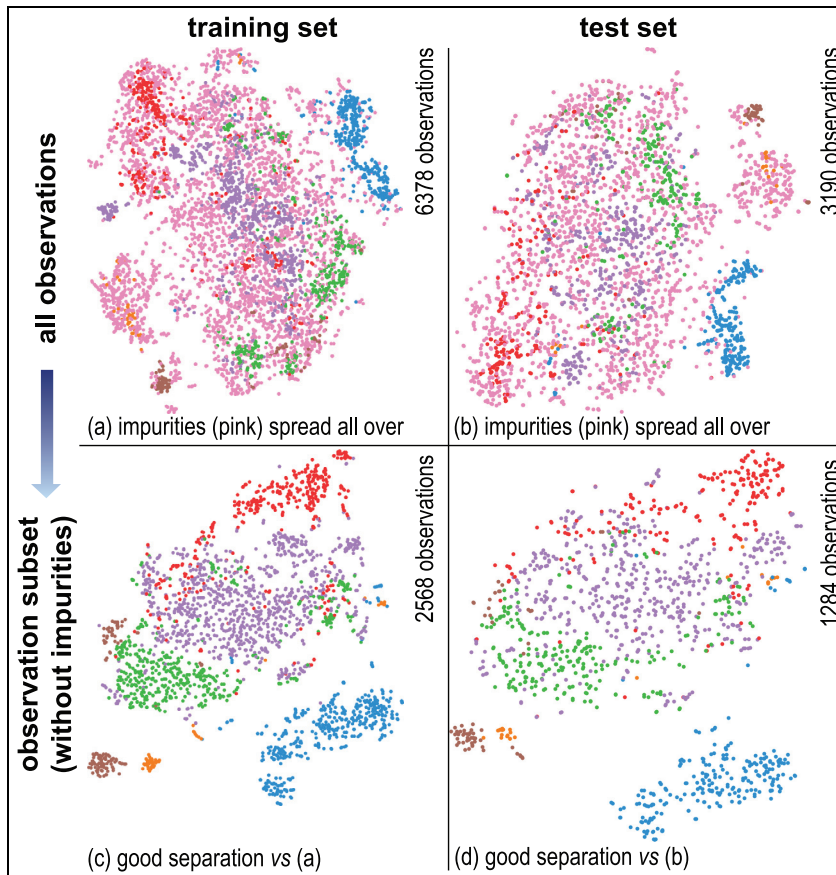 training set
test set
all observations
6378 observations
3190 observations
(a) impurities (pink) spread all over
(b) impurities (pink) spread all over
observation subset
(without impurities)
2568 observations
1284 observations
(c) good separation vs (a)
(d) good separation vs (b)